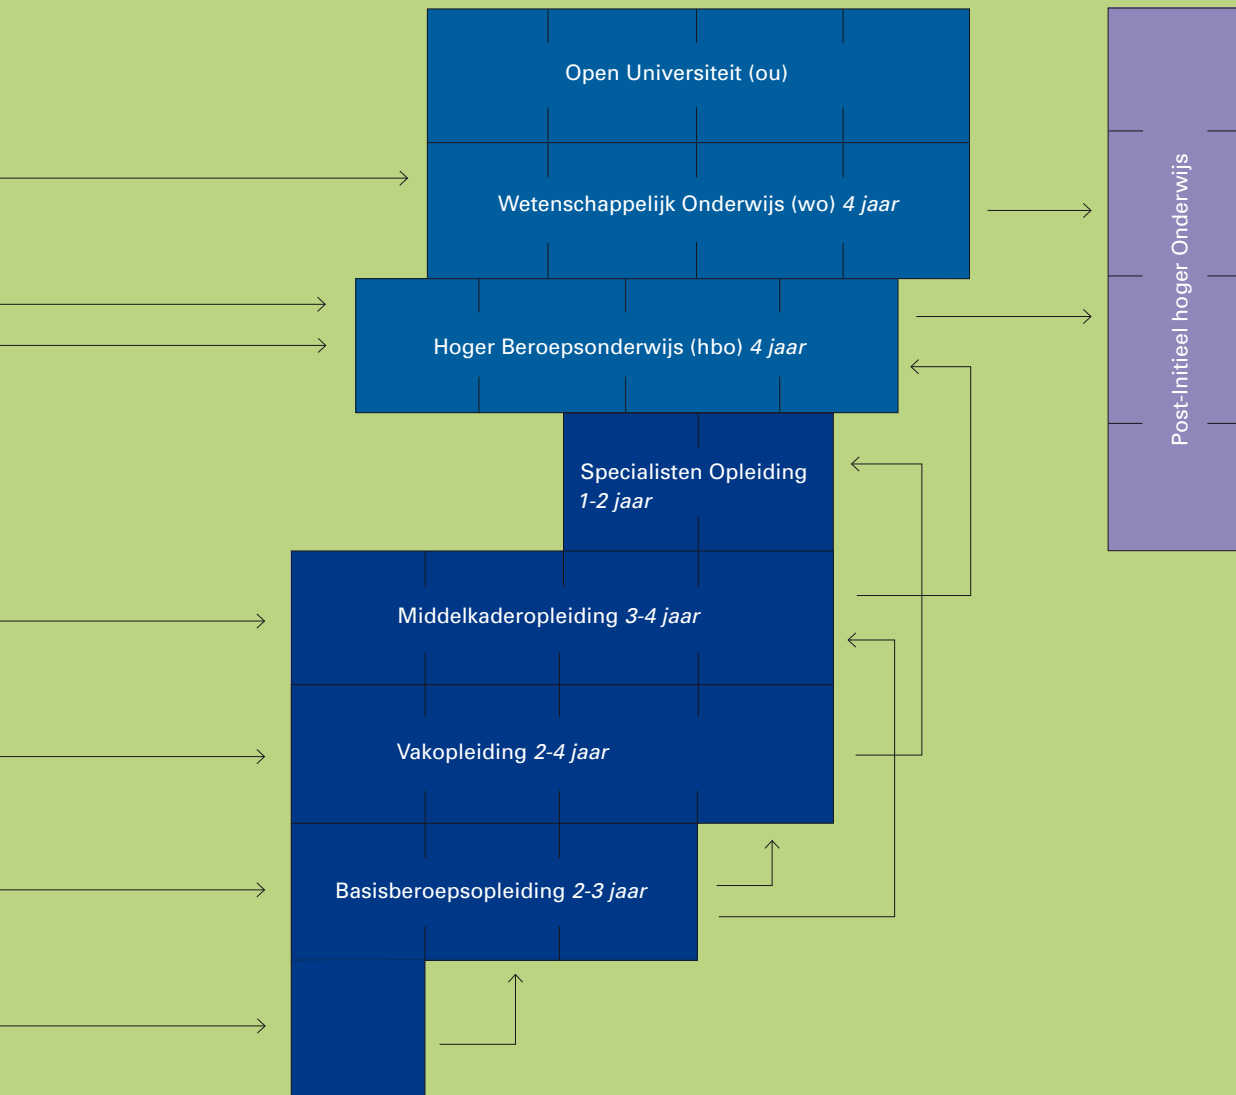 Open Universiteit (ou)
Wetenschappelijk Onderwijs (wo) 4 jaar
Hoger Beroepsonderwijs (hbo) 4 jaar
Specialisten Opleiding
1-2 jaar
Middelkaderopleiding 3-4 jaar
Vakopleiding 2-4 jaar
Basisberoepsopleiding 2-3 jaar
Post-Initieel hoger Onderwijs